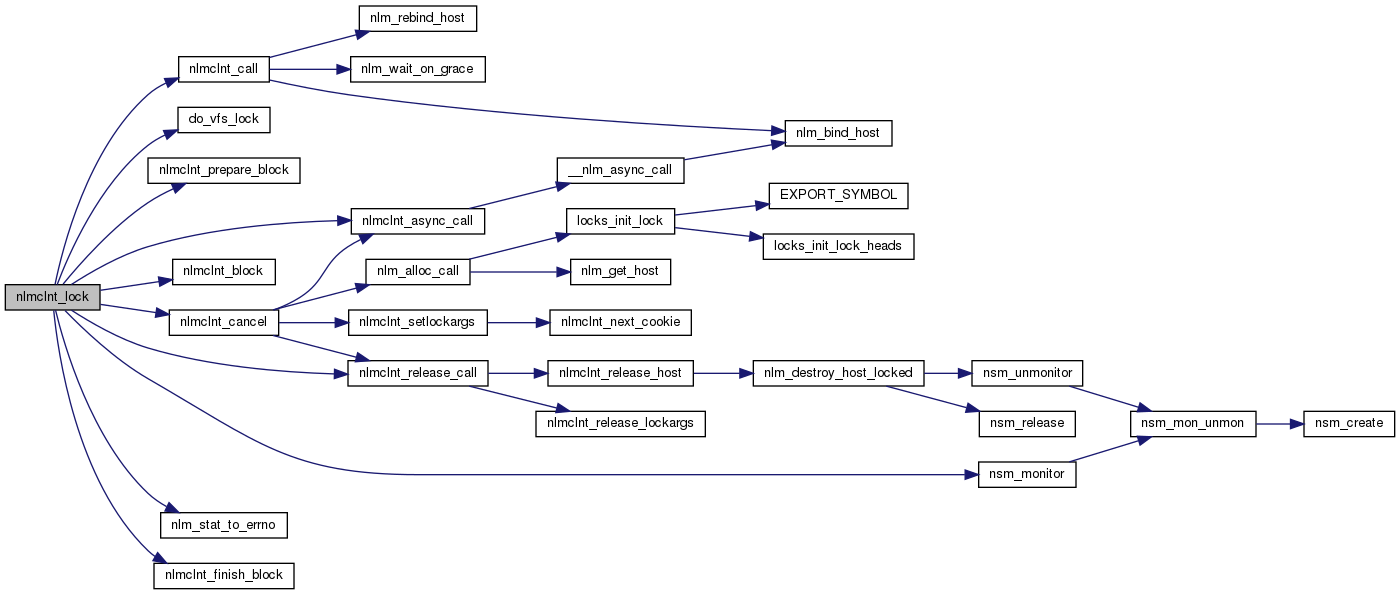 nlm_rebind_host
nlmclnt_call
nlm_wait_on_grace
do_vfs_lock
nlm_bind_host
nlmclnt_prepare_block
__nlm_async_call
EXPORT_SYMBOL
nlmclnt_async_call
locks_init_lock
locks_init_lock_heads
nlmclnt_block
nlm_alloc_call
nlm_get_host
nlmclnt_lock
nlmclnt_cancel
nlmclnt_setlockargs
nlmclnt_next_cookie
nlmclnt_release_call
nlmclnt_release_host
nlm_destroy_host_locked
nsm_unmonitor
nlmclnt_release_lockargs
nsm_release
nsm_mon_unmon
nsm_create
nsm_monitor
nlm_stat_to_errno
nlmclnt_finish_block